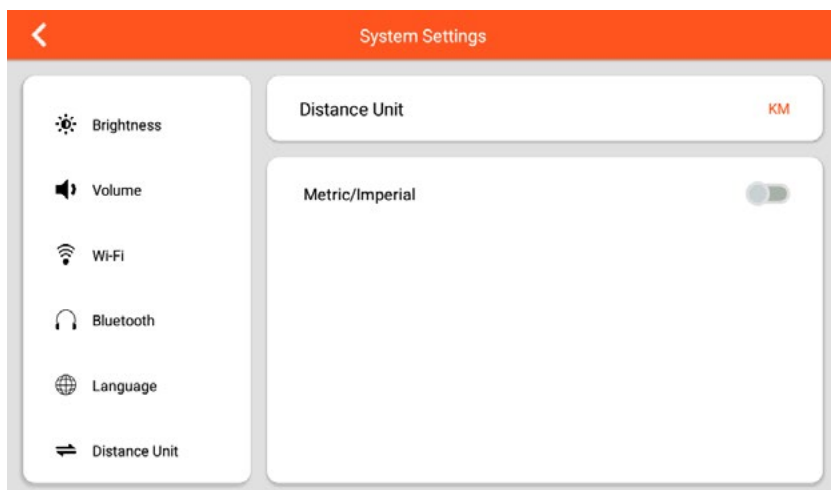 System Settings
Brightness
Volume
Wi-Fi
Bluetooth
Language
Distance Unit
Distance Unit KM
Metric/Imperial